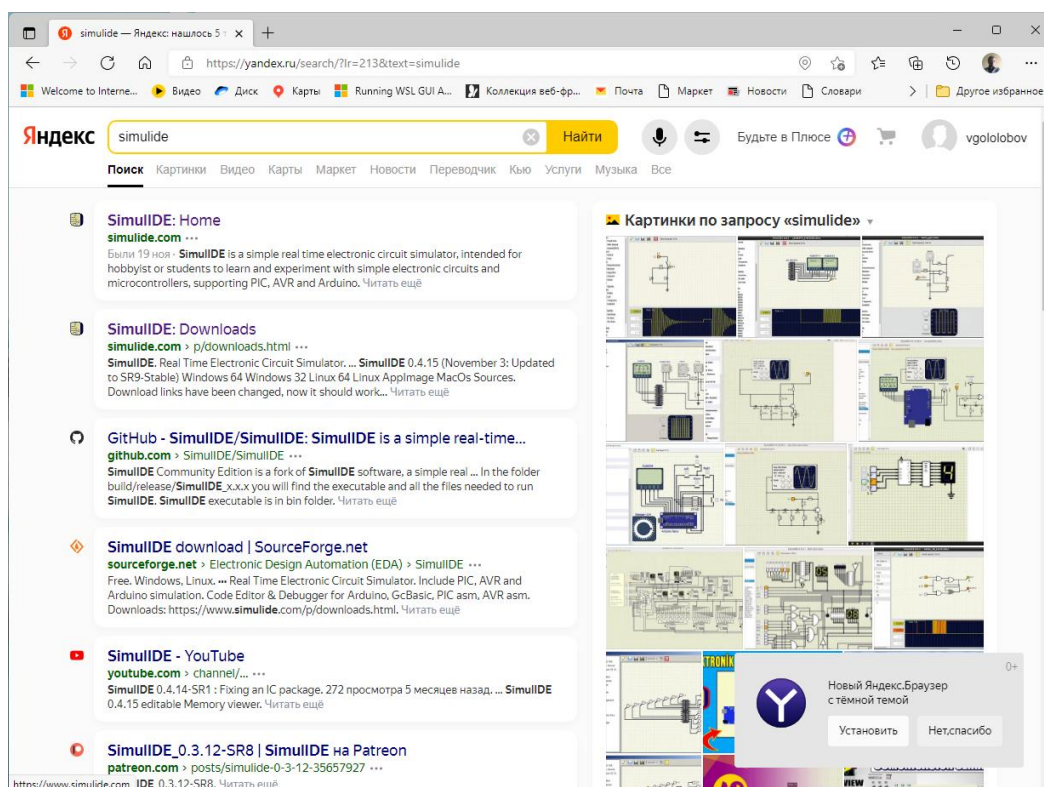 simulide — Яндекс: нашлось 5 т
https://yandex.ru/search/?lr=213&text=simulide
Welcome to Interne... Видео Диск Карты Running WSL GUI A... Коллекция веб-фр... Почта Маркет Новости Словари Другое избранное
Яндекс simulide Найти Будьте в Плюсе vgololobov
Поиск Картинки Видео Карты Маркет Новости Переводчик Кью Услуги Музыка Все
SimulIDE: Home
simulide.com ···
Были 19 ноя · SimulIDE is a simple real time electronic circuit simulator, intended for
hobbyist or students to learn and experiment with simple electronic circuits and
microcontrollers, supporting PIC, AVR and Arduino. Читать ещё
SimulIDE: Downloads
simulide.com › p/downloads.html ···
SimulIDE. Real Time Electronic Circuit Simulator. ... SimulIDE 0.4.15 (November 3: Updated
to SR9-Stable) Windows 64 Windows 32 Linux 64 Linux AppImage MacOs Sources.
Download links have been changed, now it should work... Читать ещё
GitHub - SimulIDE/SimulIDE: SimulIDE is a simple real-time...
github.com › SimulIDE/SimulIDE ···
SimulIDE Community Edition is a fork of SimulIDE software, a simple real ... In the folder
build/release/SimulIDE_x.x.x you will find the executable and all the files needed to run
SimulIDE. SimulIDE executable is in bin folder. Читать ещё
SimulIDE download | SourceForge.net
sourceforge.net › Electronic Design Automation (EDA) › SimulIDE ···
Free. Windows, Linux. ··· Real Time Electronic Circuit Simulator. Include PIC, AVR and
Arduino simulation. Code Editor & Debugger for Arduino, GcBasic, PIC asm, AVR asm.
Downloads: https://www.simulide.com/p/downloads.html. Читать ещё
SimulIDE - YouTube
youtube.com › channel/... ···
SimulIDE 0.4.14-SR1 : Fixing an IC package. 272 просмотра 5 месяцев назад. ... SimulIDE
0.4.15 editable Memory viewer. Читать ещё
SimulIDE_0.3.12-SR8 | SimulIDE на Patreon
patreon.com › posts/simulide-0-3-12-35657927 ···
https://www.simulide.com IDE_0.3.12-SR8. Читать ещё
Картинки по запросу «simulide»
0+
Новый Яндекс.Браузер
с тёмной темой
Установить Нет,спасибо